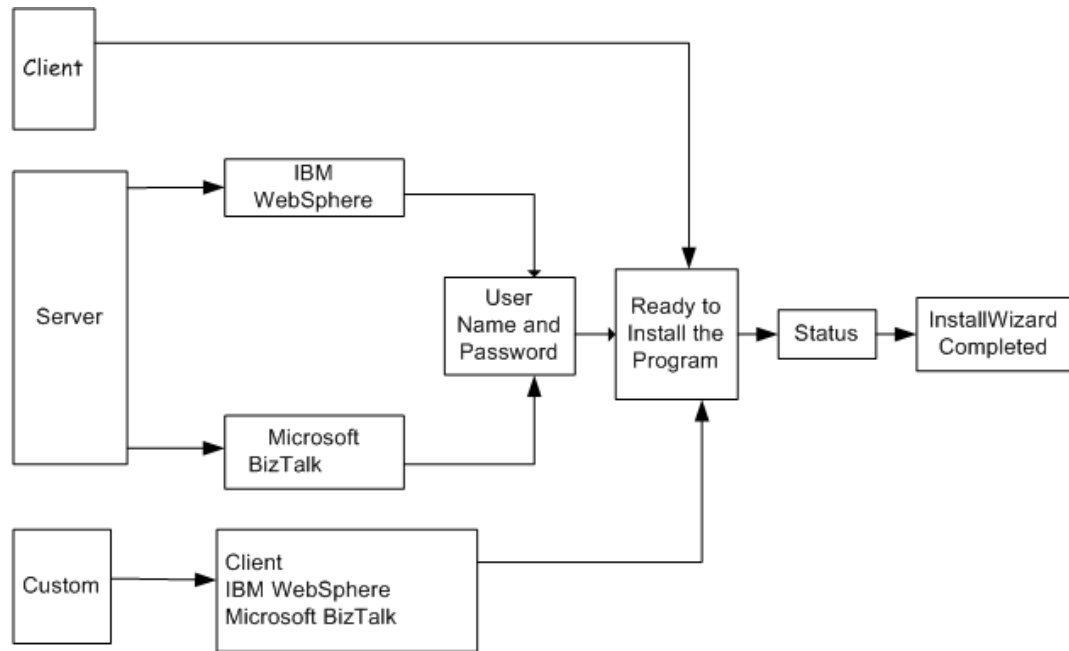 Client
IBM
WebSphere
Server
User
Name and
Password
Ready to
Install the
Program
Status
InstallWizard
Completed
Microsoft
BizTalk
Custom
Client
IBM WebSphere
Microsoft BizTalk